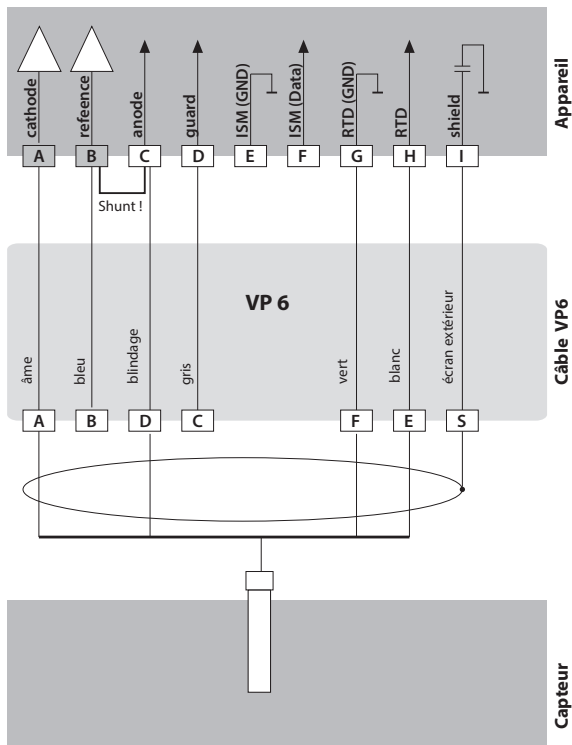 cathode
refeence
anode
guard
ISM (GND)
ISM (Data)
RTD (GND)
RTD
shield
Appareil
A
B
C
D
E
F
G
H
I
Shunt !
VP 6
Câble VP6
âme
bleu
blindage
gris
vert
blanc
écran extérieur
A
B
D
C
F
E
S
Capteur